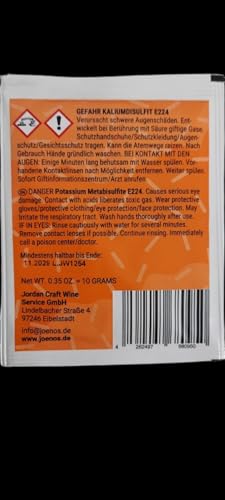 GEFAHR KALIUMDISULFIT E224
Verursacht schwere Augenschäden. Ent-
wickelt bei Berührung mit Säure giftige Gase.
Schutzhandschuhe/Schutzkleidung/Augen-
schutz/Gesichtsschutz tragen. Kann die Atemwege reizen. Nach
Gebrauch Hände gründlich waschen. BEI KONTAKT MIT DEN
AUGEN: Einige Minuten lang behutsam mit Wasser spülen. Vor-
handene Kontaktlinsen nach Möglichkeit entfernen. Weiter spülen.
Sofort Giftinformationszentrum/Arzt anrufen
DANGER Potassium Metabisulfite E224. Causes serious eye
damage. Contact with acids liberates toxic gas. Wear protective
gloves/protective clothing/eye protection/face protection. May
irritate the respiratory tract. Wash hands thoroughly after use.
IF IN EYES: Rinse cautiously with water for several minutes.
Remove contact lenses if possible. Continue rinsing. Immediately
call a poison center/doctor.
Mindestens haltbar bis Ende:
11.2029
Net WT. 0.35 OZ. = 10 GRAMS
Jordan Craft Wine
Service GmbH
Lindelbacher Straße 4
97246 Eibelstadt
info@joenos.de
www.joenos.de
4 262497 680950